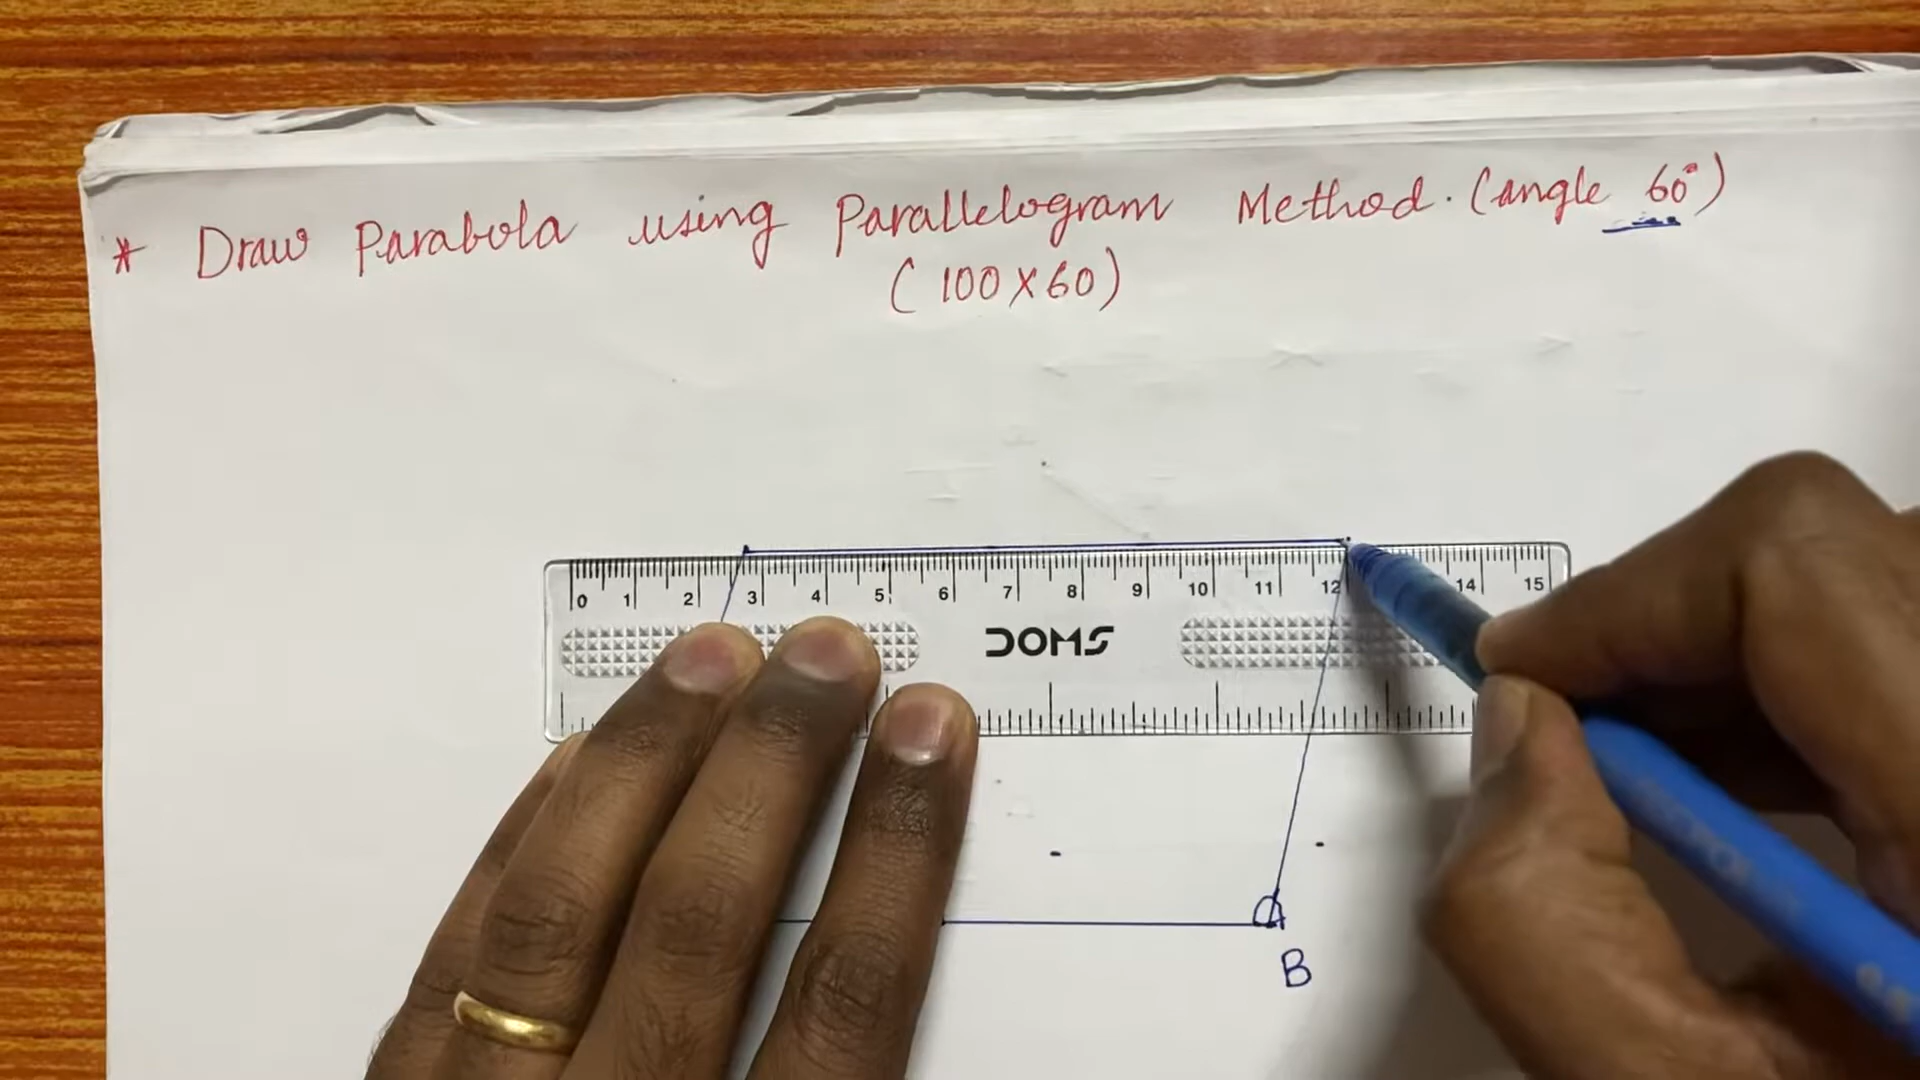 * Draw Parabola using Parallelogram Method. (angle 60°)
(100 X 60)
0 1 2 3 4 5 6 7 8 9 10 11 12 14 15
DOMS
B